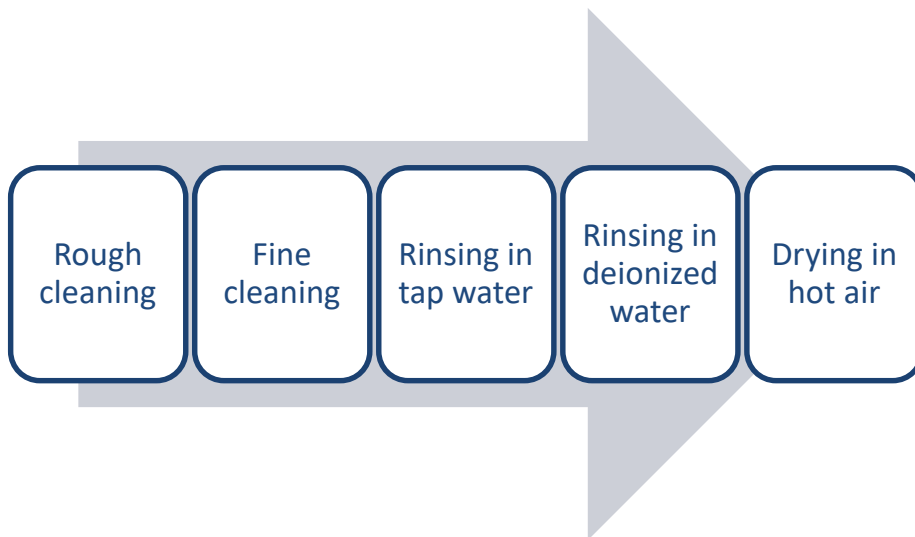 Rough
cleaning
Fine
cleaning
Rinsing in
tap water
Rinsing in
deionized
water
Drying in
hot air